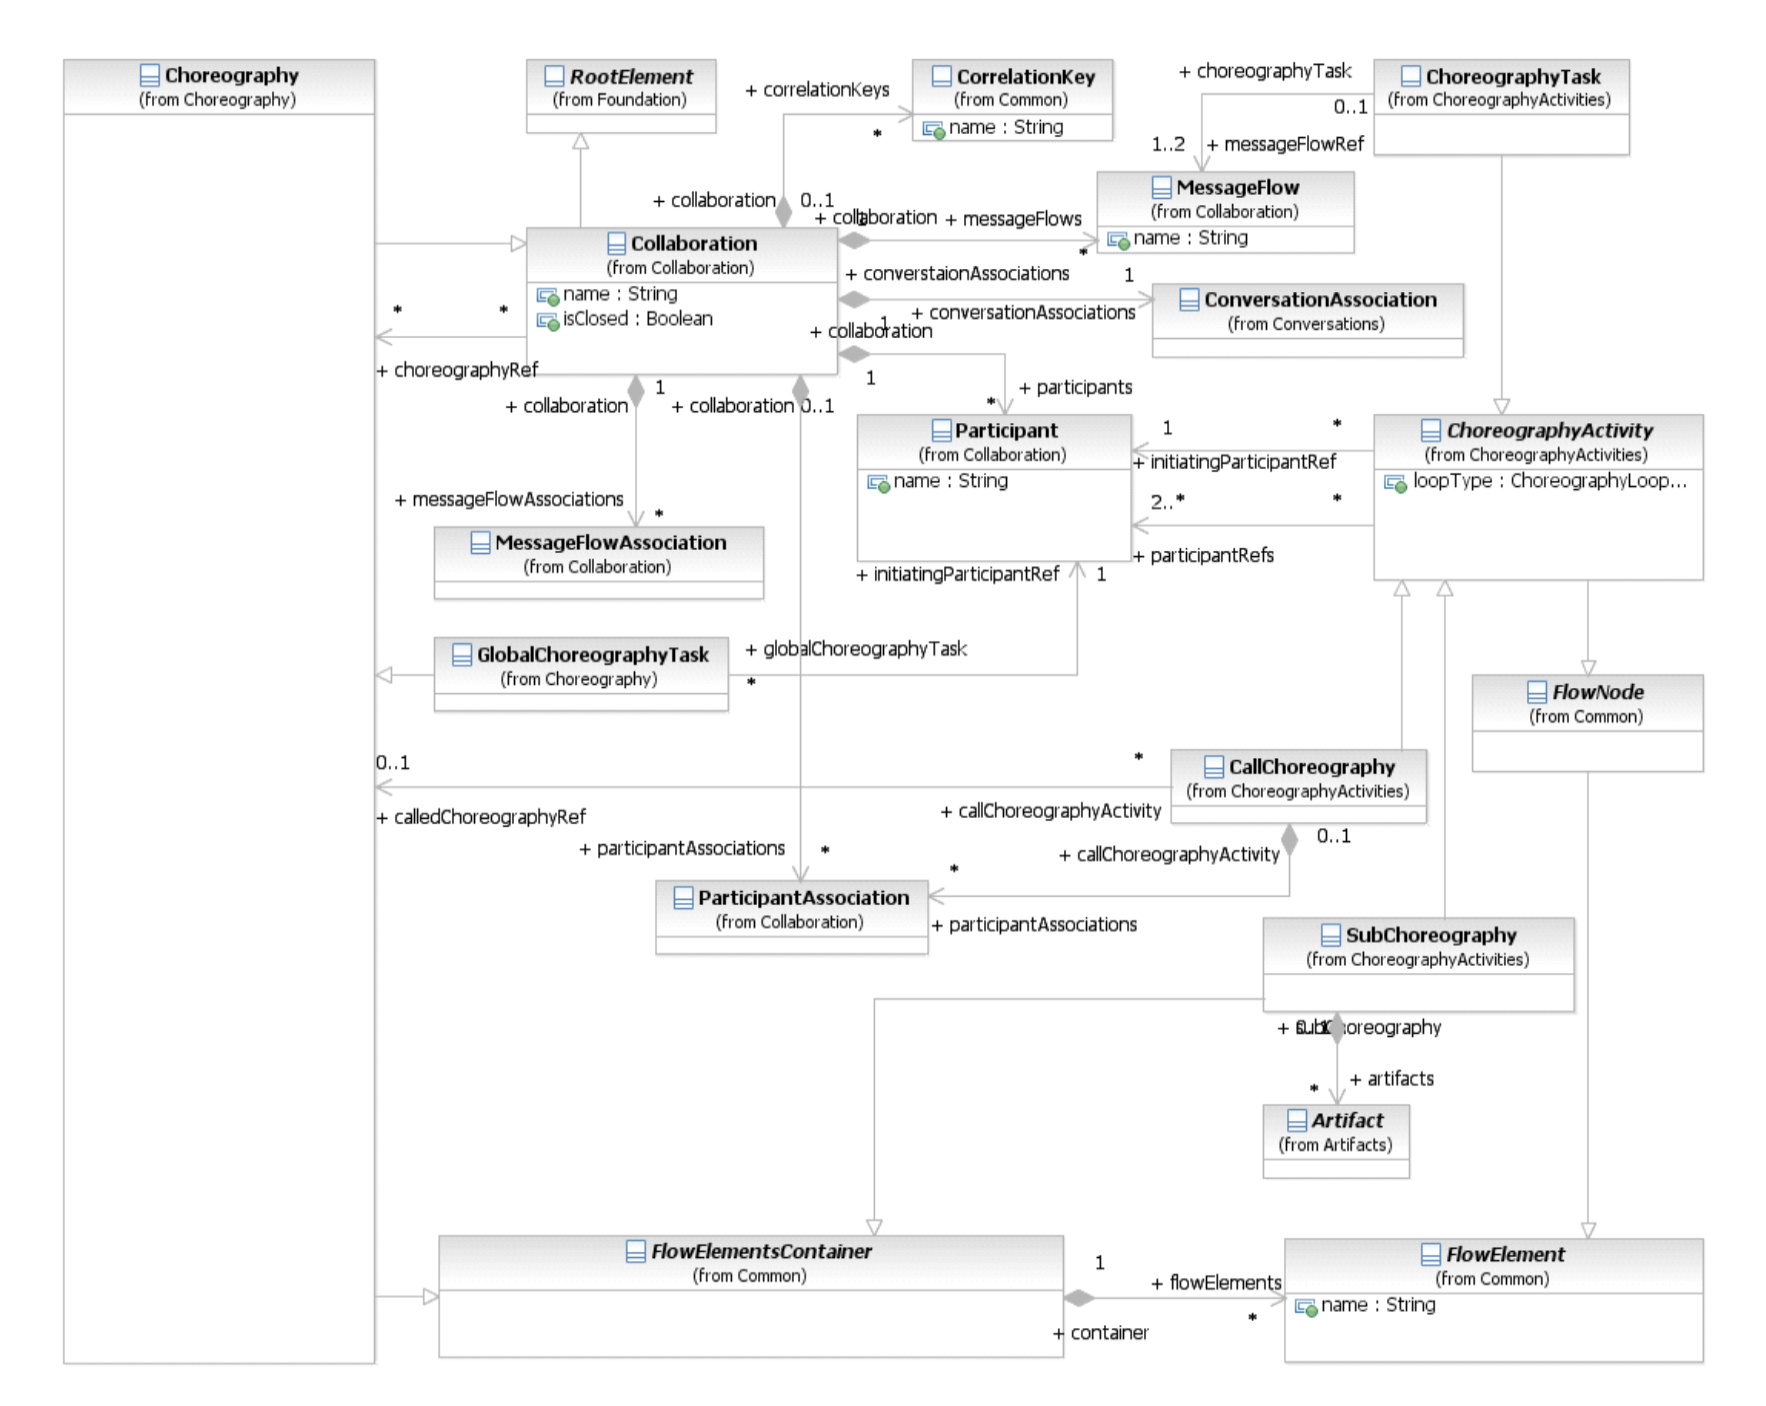 Choreography
(from Choreography)
RootElement
(from Foundation)
+ correlationKeys
*
CorrelationKey
(from Common)
name : String
+ choreographyTask
0..1
ChoreographyTask
(from ChoreographyActivities)
1..2
+ messageFlowRef
MessageFlow
(from Collaboration)
name : String
+ collaboration
0..1
+ collaboration
1
+ messageFlows
*
Collaboration
(from Collaboration)
name : String
isClosed : Boolean
+ converstaionAssociations
1
+ conversationAssociations
1
ConversationAssociation
(from Conversations)
+ collaboration
1
+ participants
*
*
*
+ choreographyRef
+ collaboration
1
+ collaboration
0..1
Participant
(from Collaboration)
name : String
1
*
+ initiatingParticipantRef
2..*
*
+ participantRefs
ChoreographyActivity
(from ChoreographyActivities)
loopType : ChoreographyLoop...
+ messageFlowAssociations
*
MessageFlowAssociation
(from Collaboration)
+ initiatingParticipantRef
1
GlobalChoreographyTask
(from Choreography)
+ globalChoreographyTask
*
FlowNode
(from Common)
0..1
*
+ calledChoreographyRef
+ callChoreographyActivity
CallChoreography
(from ChoreographyActivities)
0..1
+ callChoreographyActivity
+ participantAssociations
*
*
ParticipantAssociation
(from Collaboration)
+ participantAssociations
SubChoreography
(from ChoreographyActivities)
+ subChoreography
0..1
+ artifacts
*
Artifact
(from Artifacts)
FlowElementsContainer
(from Common)
1
+ flowElements
*
+ container
FlowElement
(from Common)
name : String